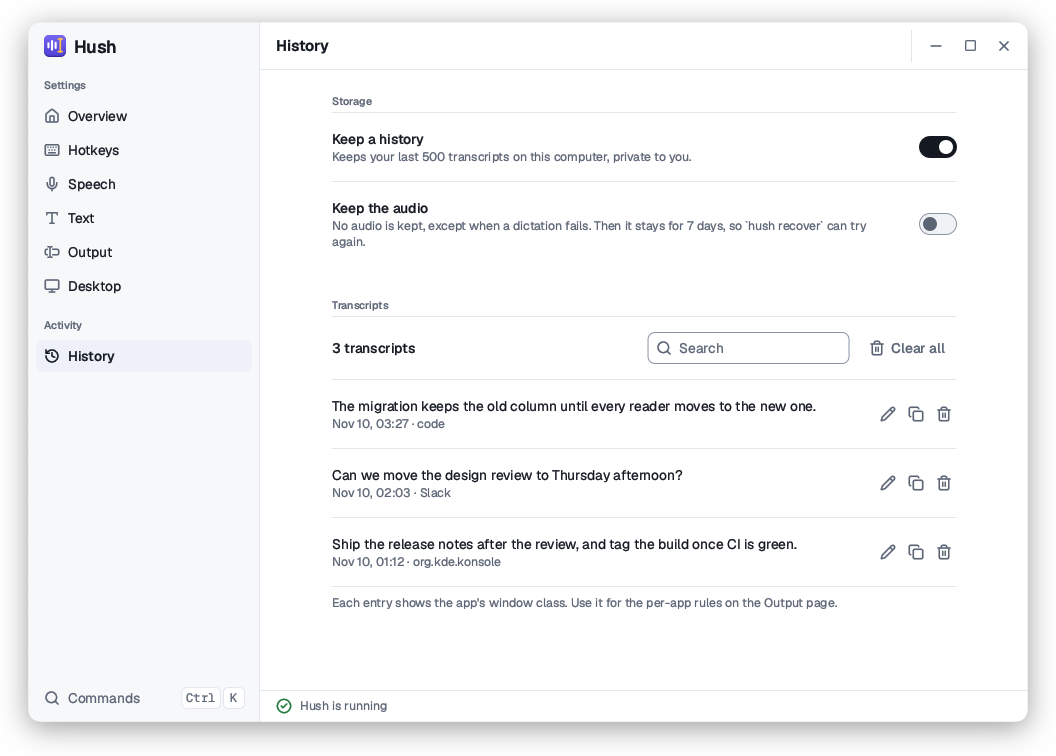 Hush
History
Settings
Overview
Hotkeys
Speech
Text
Output
Desktop
Activity
History
Commands
Ctrl K
Storage
Keep a history
Keeps your last 500 transcripts on this computer, private to you.
Keep the audio
No audio is kept, except when a dictation fails. Then it stays for 7 days, so `hush recover` can try
again.
Transcripts
3 transcripts
Search
Clear all
The migration keeps the old column until every reader moves to the new one.
Nov 10, 03:27 · code
Can we move the design review to Thursday afternoon?
Nov 10, 02:03 · Slack
Ship the release notes after the review, and tag the build once CI is green.
Nov 10, 01:12 · org.kde.konsole
Each entry shows the app's window class. Use it for the per-app rules on the Output page.
Hush is running